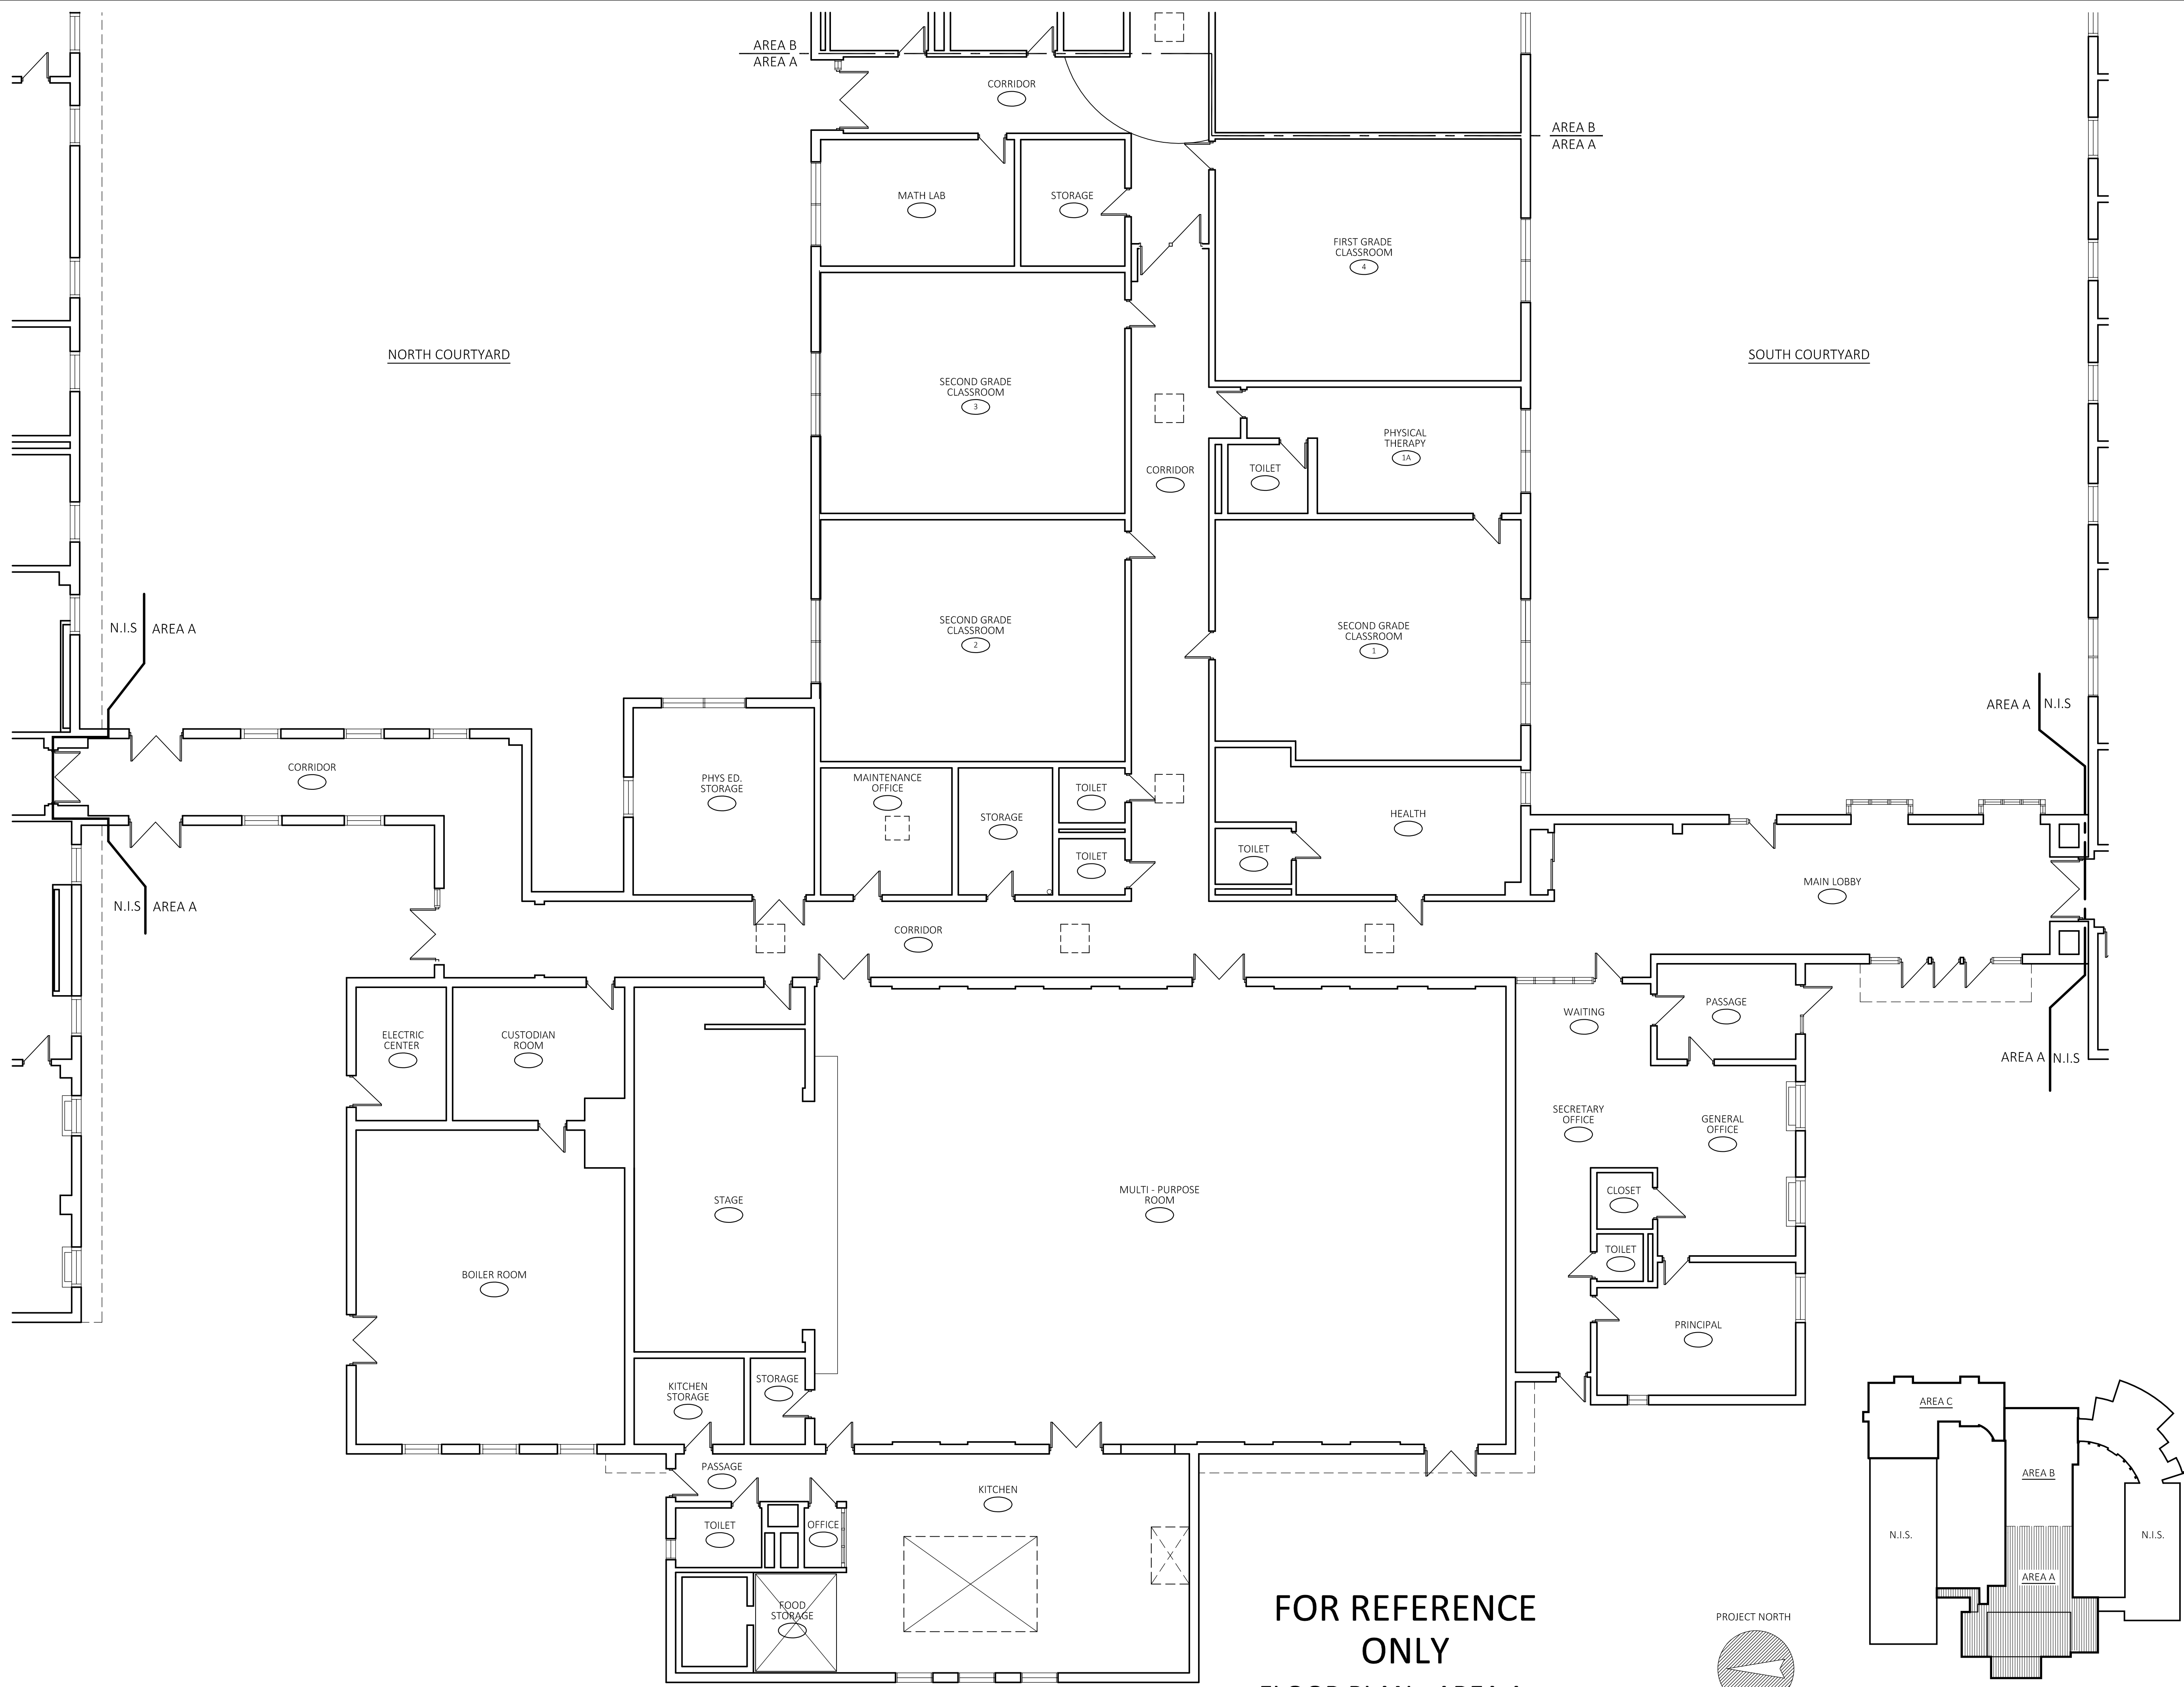 AREA B
AREA A
CORRIDOR
AREA B
AREA A
MATH LAB
STORAGE
FIRST GRADE
CLASSROOM
4
NORTH COURTYARD
SOUTH COURTYARD
SECOND GRADE
CLASSROOM
3
PHYSICAL
THERAPY
1A
CORRIDOR
TOILET
SECOND GRADE
CLASSROOM
2
SECOND GRADE
CLASSROOM
1
N.I.S
AREA A
AREA A
N.I.S
CORRIDOR
PHYS ED.
STORAGE
MAINTENANCE
OFFICE
STORAGE
TOILET
TOILET
HEALTH
TOILET
MAIN LOBBY
N.I.S
AREA A
CORRIDOR
WAITING
PASSAGE
ELECTRIC
CENTER
CUSTODIAN
ROOM
AREA A
N.I.S
SECRETARY
OFFICE
GENERAL
OFFICE
STAGE
MULTI - PURPOSE
ROOM
CLOSET
TOILET
BOILER ROOM
PRINCIPAL
KITCHEN
STORAGE
STORAGE
PASSAGE
KITCHEN
TOILET
OFFICE
FOOD
STORAGE
AREA C
AREA B
N.I.S.
N.I.S.
AREA A
FOR REFERENCE
ONLY
PROJECT NORTH
FLOOR PLAN - AREA A